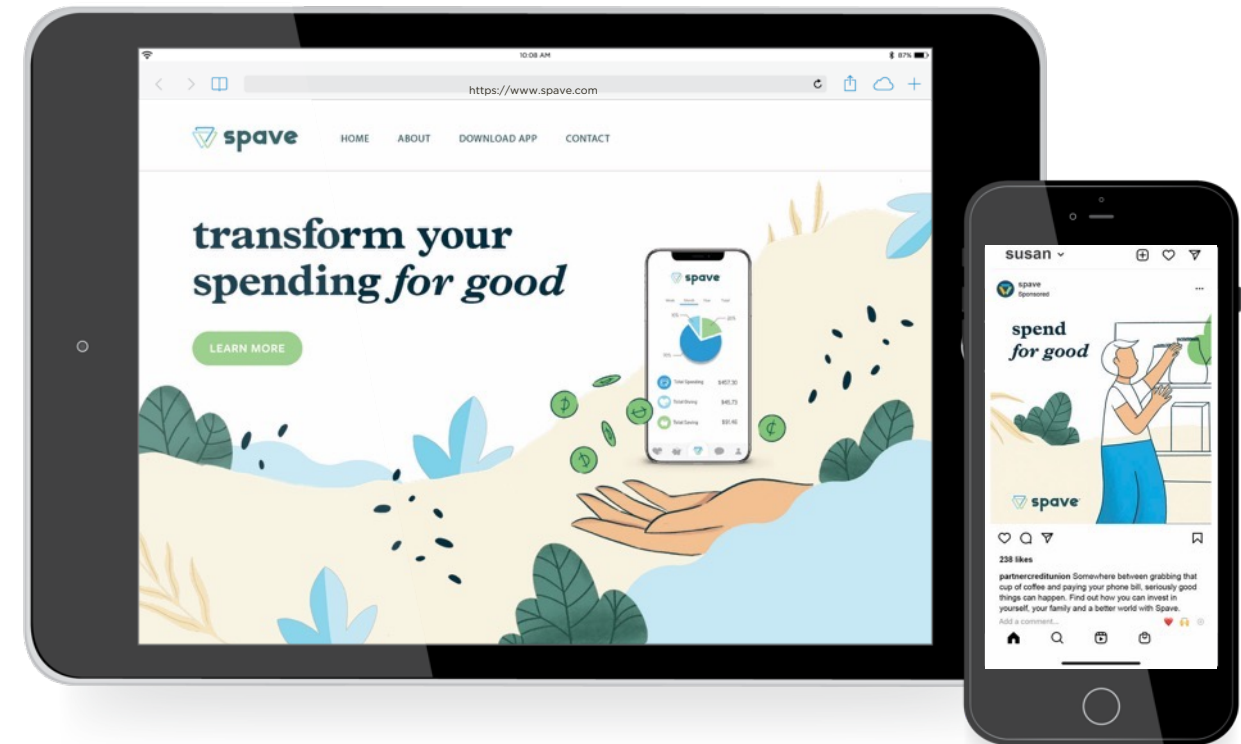 10:08 AM
87%
https://www.spave.com
spave
HOME ABOUT DOWNLOAD APP CONTACT
transform your
spending for good
LEARN MORE
spave
Week Month Year Total
Total Spending $457.30
Total Giving $45.73
Total Saving
susan
spave
Sponsored
spend
for good
spave
238 likes
partnercreditunion Somewhere between grabbing that
cup of coffee and paying your phone bill, seriously good
things can happen. Find out how you can invest in
yourself, your family and a better world with Spave.
Add a comment...